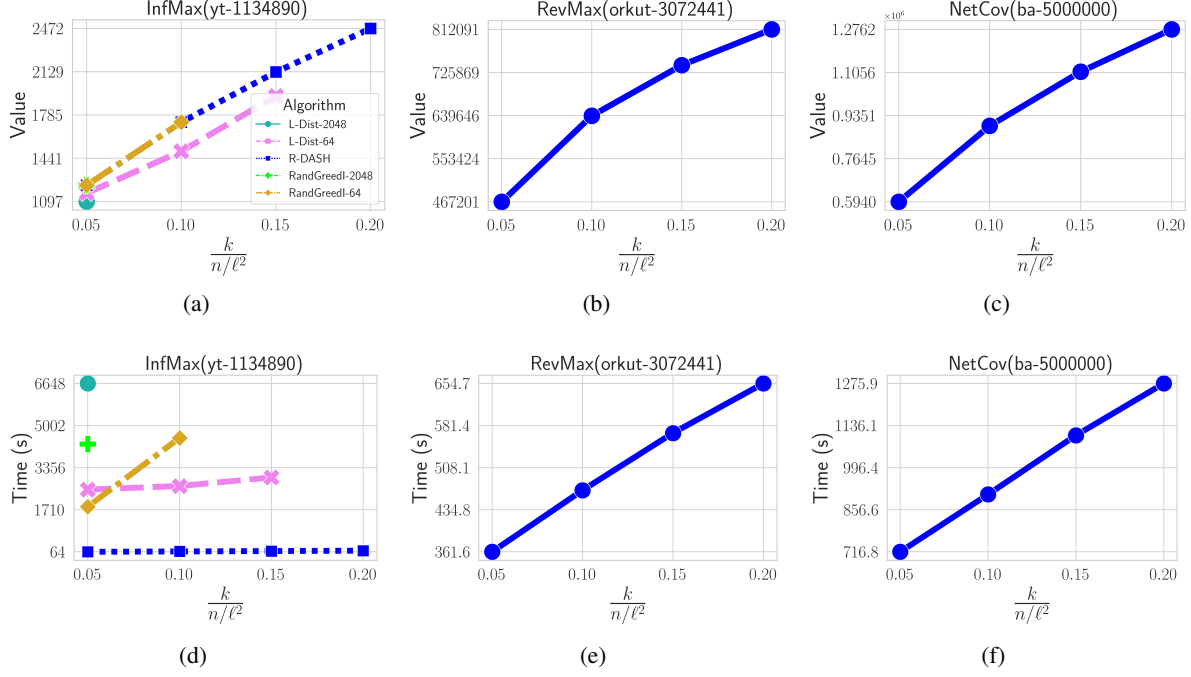 InfMax(yt-1134890)
Value
2472
2129
1785
1441
1097
Algorithm
L-Dist-2048
L-Dist-64
R-DASH
RandGreedI-2048
RandGreedI-64
0.05 0.10 0.15 0.20
k
n/ℓ²
(a)
RevMax(orkut-3072441)
Value
812091
725869
639646
553424
467201
0.05 0.10 0.15 0.20
k
n/ℓ²
(b)
NetCov(ba-5000000)
×10⁶
Value
1.2762
1.1056
0.9351
0.7645
0.5940
0.05 0.10 0.15 0.20
k
n/ℓ²
(c)
InfMax(yt-1134890)
Time (s)
6648
5002
3356
1710
64
0.05 0.10 0.15 0.20
k
n/ℓ²
(d)
RevMax(orkut-3072441)
Time (s)
654.7
581.4
508.1
434.8
361.6
0.05 0.10 0.15 0.20
k
n/ℓ²
(e)
NetCov(ba-5000000)
Time (s)
1275.9
1136.1
996.4
856.6
716.8
0.05 0.10 0.15 0.20
k
n/ℓ²
(f)